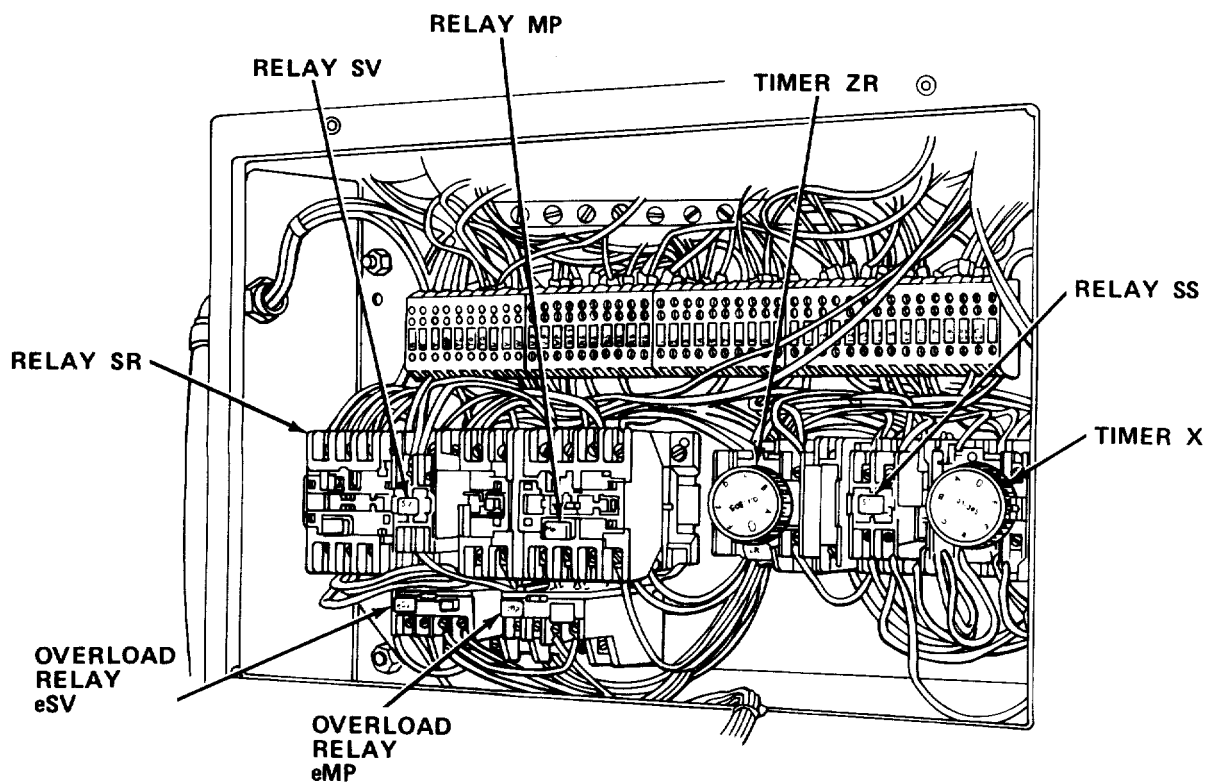 RELAY MP
RELAY SV
TIMER ZR
RELAY SS
RELAY SR
TIMER X
OVERLOAD
RELAY
eSV
OVERLOAD
RELAY
eMP